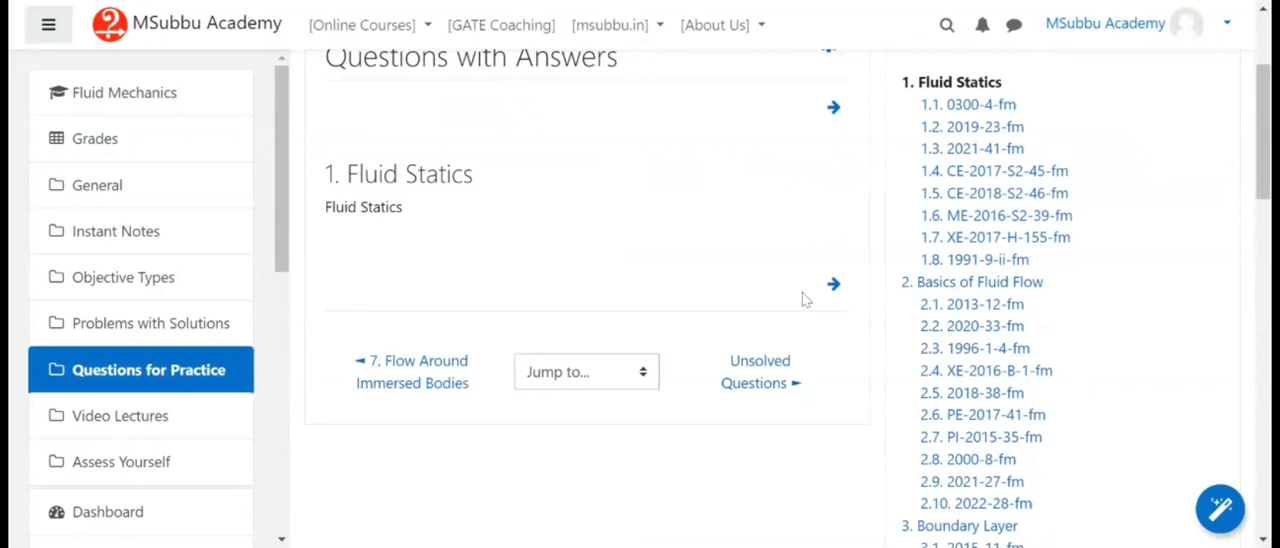 MSubbu Academy
[Online Courses]
[GATE Coaching]
[msubbu.in]
[About Us]
MSubbu Academy
Fluid Mechanics
Grades
General
Instant Notes
Objective Types
Problems with Solutions
Questions for Practice
Video Lectures
Assess Yourself
Dashboard
Questions with Answers
1. Fluid Statics
Fluid Statics
◄ 7. Flow Around
Immersed Bodies
Jump to...
Unsolved
Questions ►
1. Fluid Statics
1.1. 0300-4-fm
1.2. 2019-23-fm
1.3. 2021-41-fm
1.4. CE-2017-S2-45-fm
1.5. CE-2018-S2-46-fm
1.6. ME-2016-S2-39-fm
1.7. XE-2017-H-155-fm
1.8. 1991-9-ii-fm
2. Basics of Fluid Flow
2.1. 2013-12-fm
2.2. 2020-33-fm
2.3. 1996-1-4-fm
2.4. XE-2016-B-1-fm
2.5. 2018-38-fm
2.6. PE-2017-41-fm
2.7. PI-2015-35-fm
2.8. 2000-8-fm
2.9. 2021-27-fm
2.10. 2022-28-fm
3. Boundary Layer
3.1. 2015-11-fm